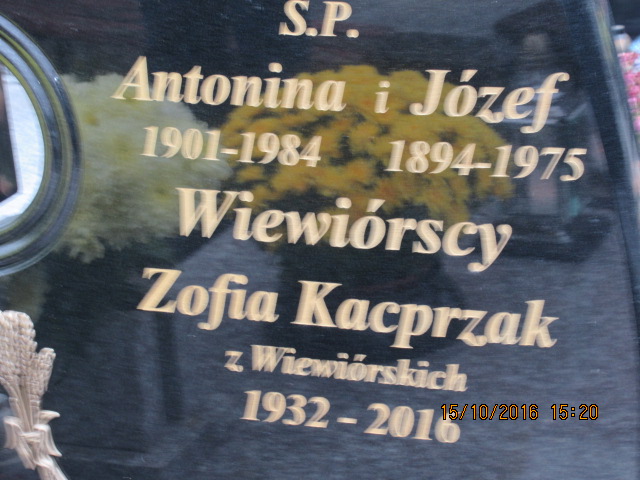 S.P.
Antonina i Józef
1901-1984 1894-1975
Wiewiórscy
Zofia Kacprzak
z Wiewiórskich
1932 - 2016
15/10/2016 15:20